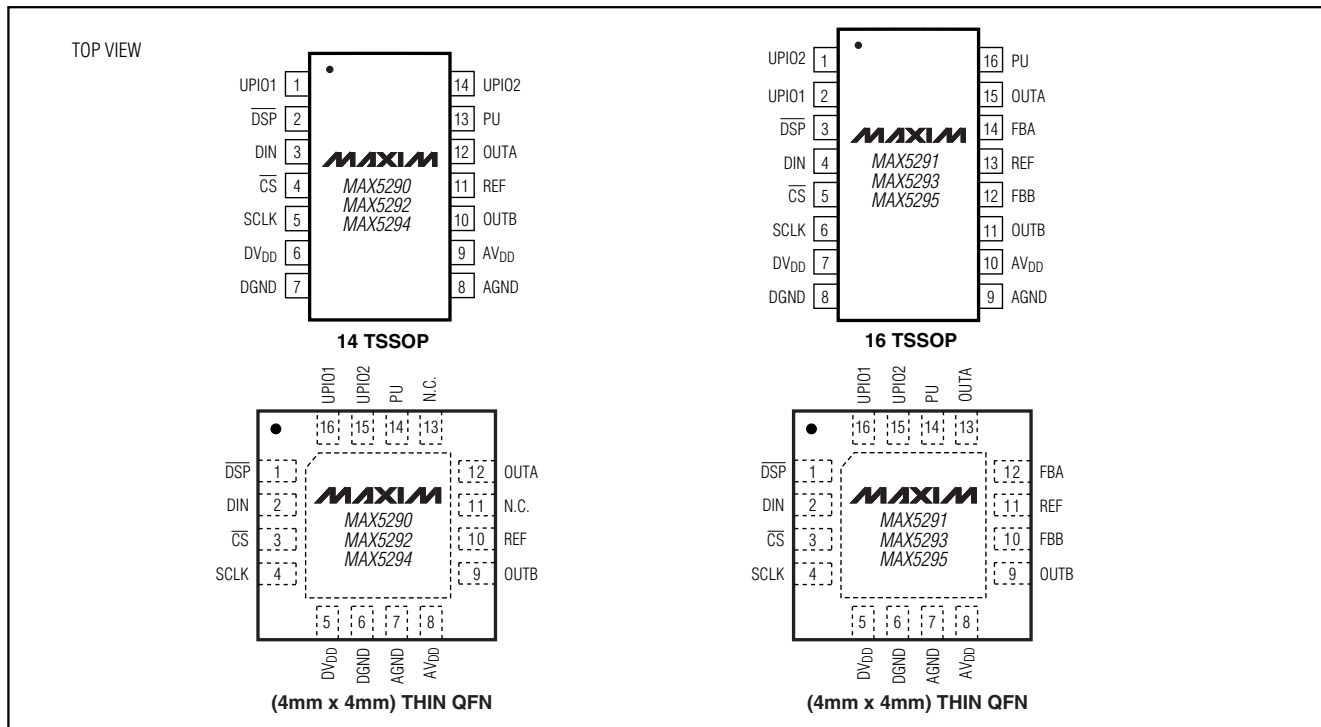 TOP VIEW
UPIO1 1
DSP 2
DIN 3
CS 4
SCLK 5
DVDD 6
DGND 7
14 UPIO2
13 PU
12 OUTA
11 REF
10 OUTB
9 AVDD
8 AGND
MAXIM
MAX5290
MAX5292
MAX5294
14 TSSOP
UPIO2 1
UPIO1 2
DSP 3
DIN 4
CS 5
SCLK 6
DVDD 7
DGND 8
16 PU
15 OUTA
14 FBA
13 REF
12 FBB
11 OUTB
10 AVDD
9 AGND
MAXIM
MAX5291
MAX5293
MAX5295
16 TSSOP
UPIO1 UPIO2 PU N.C.
16 15 14 13
DSP 1
DIN 2
CS 3
SCLK 4
12 OUTA
11 N.C.
10 REF
9 OUTB
MAXIM
MAX5290
MAX5292
MAX5294
5 6 7 8
DVDD DGND AGND AVDD
(4mm x 4mm) THIN QFN
UPIO1 UPIO2 PU OUTA
16 15 14 13
DSP 1
DIN 2
CS 3
SCLK 4
12 FBA
11 REF
10 FBB
9 OUTB
MAXIM
MAX5291
MAX5293
MAX5295
5 6 7 8
DVDD DGND AGND AVDD
(4mm x 4mm) THIN QFN